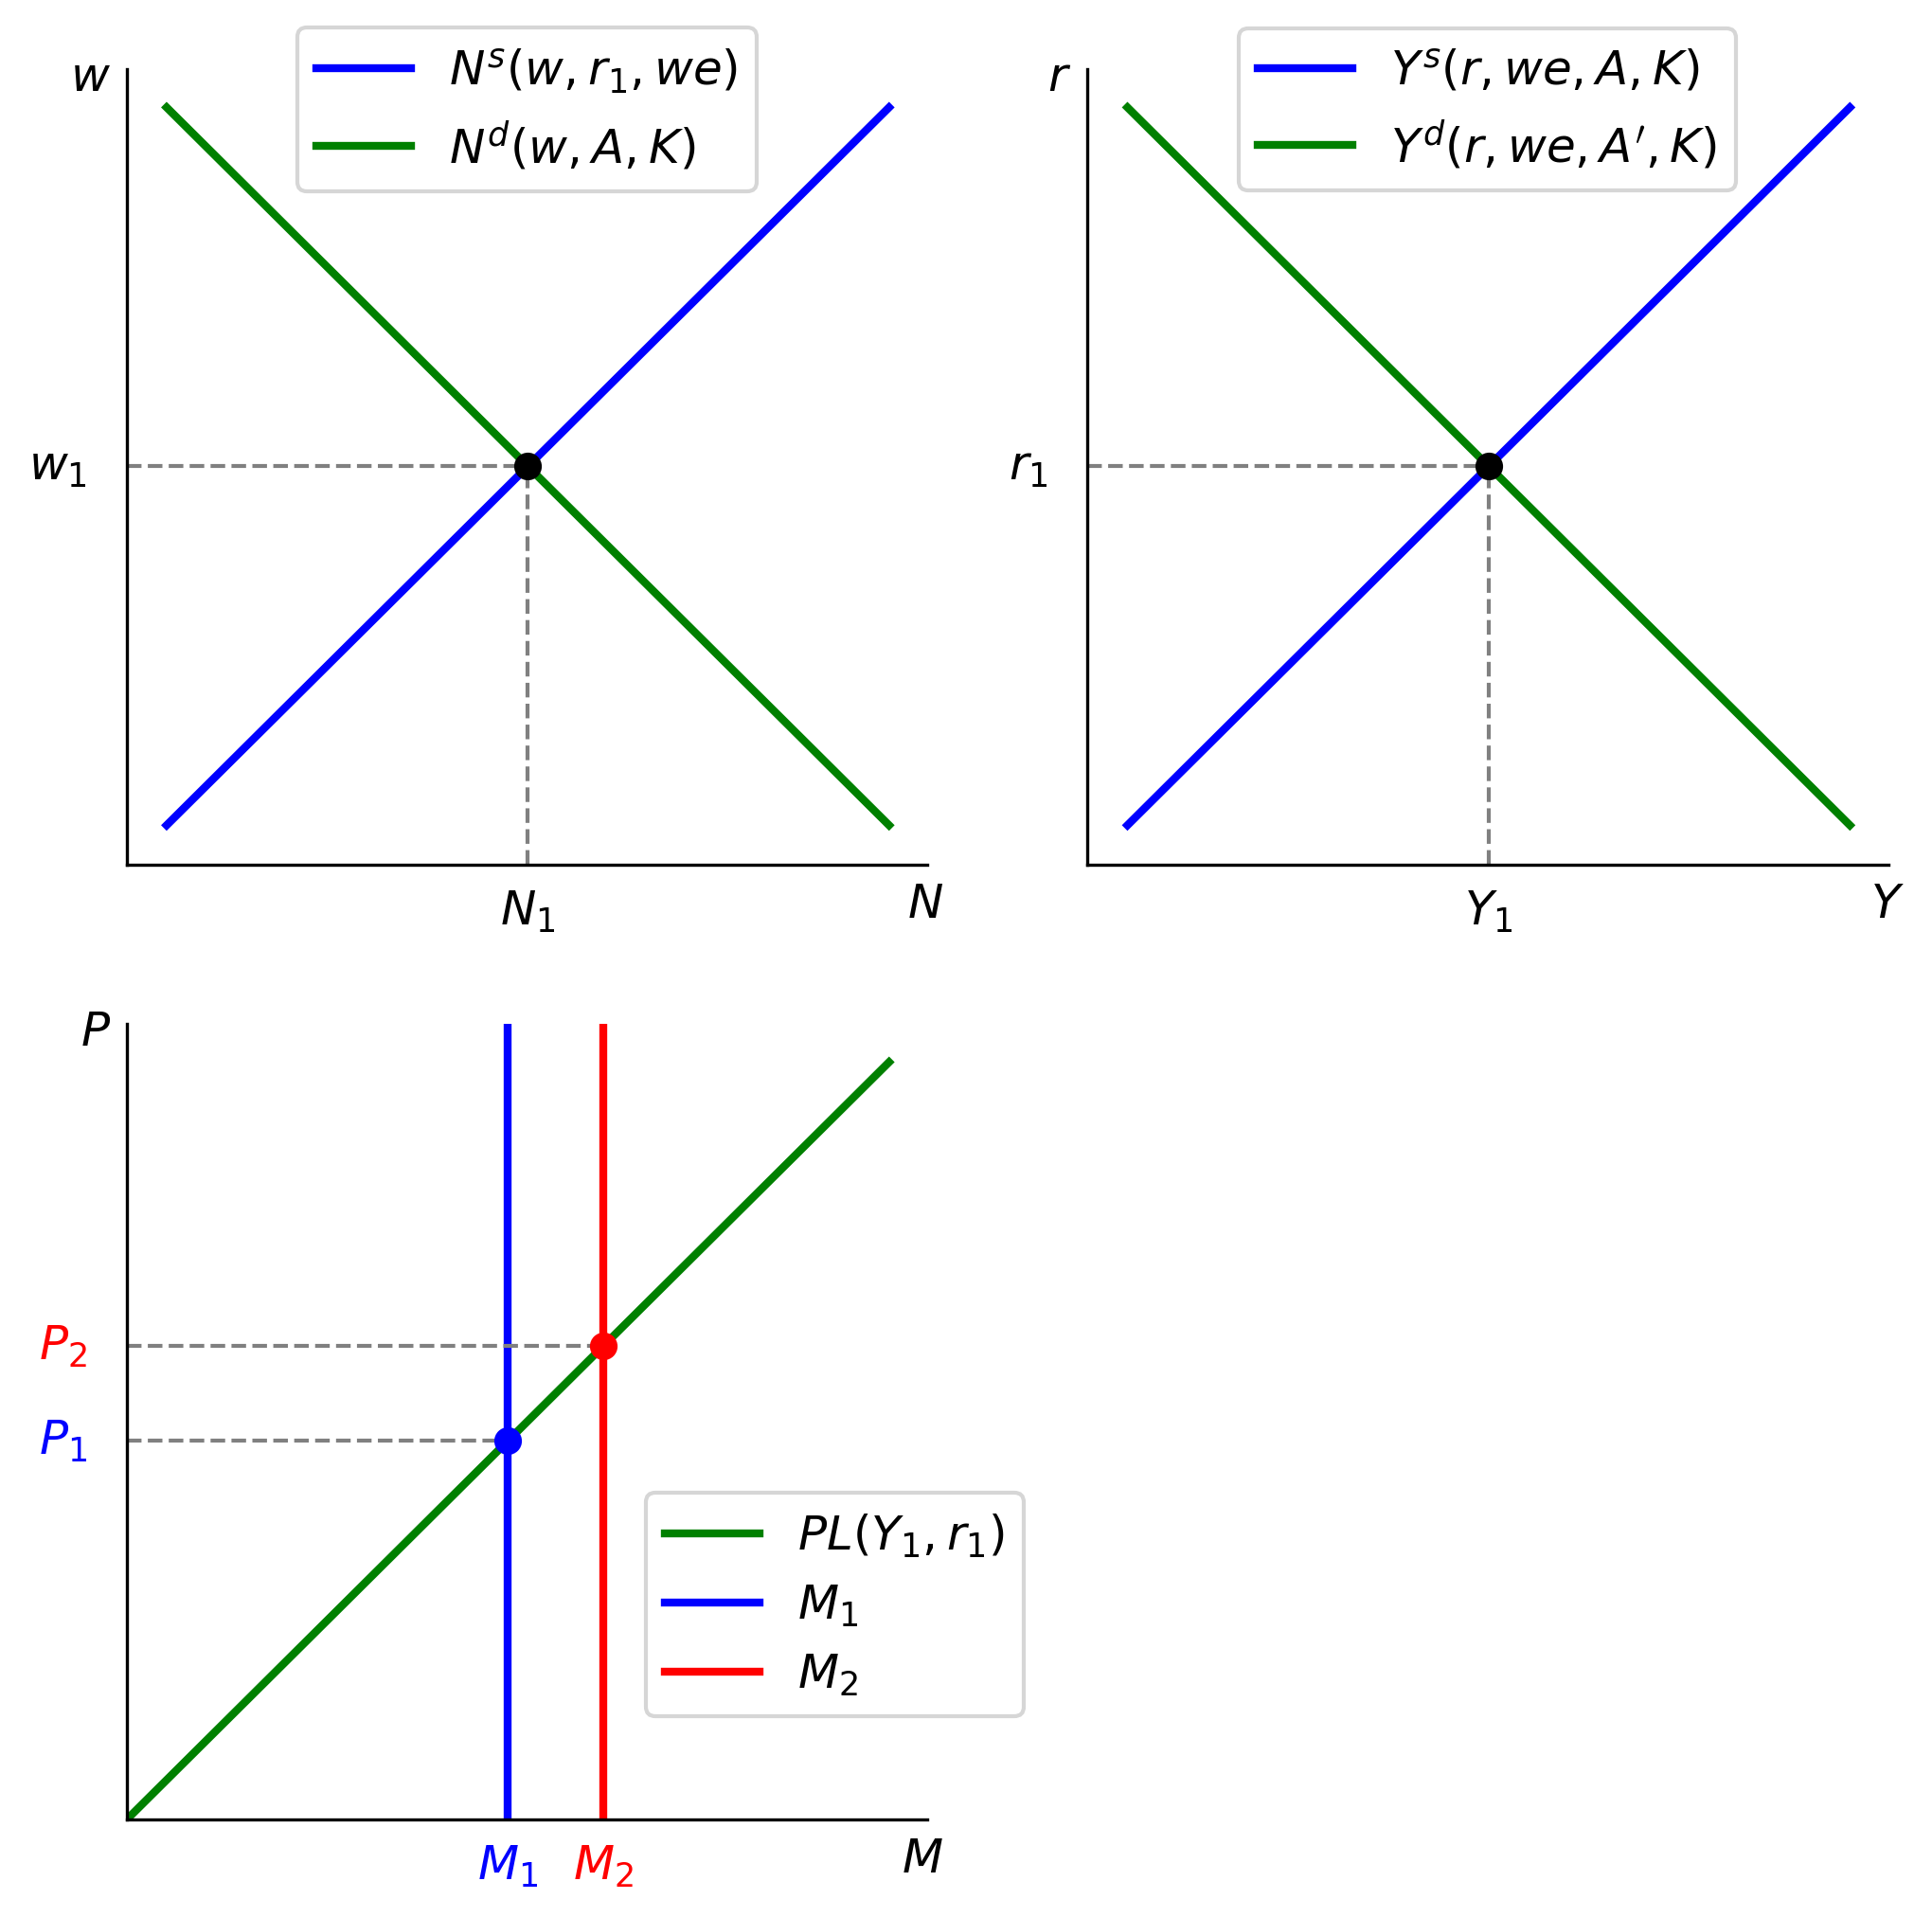 w
N^s(w, r_1, we)
N^d(w, A, K)
w_1
N_1
N
r
Y^s(r, we, A, K)
Y^d(r, we, A′, K)
r_1
Y_1
Y
P
P_2
P_1
PL(Y_1, r_1)
M_1
M_2
M_1
M_2
M